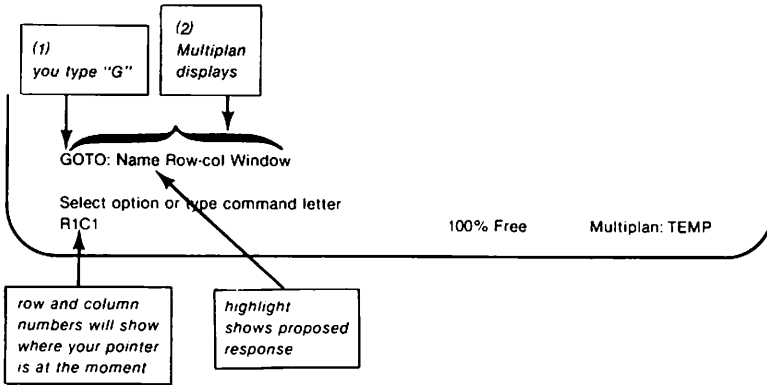 (1)
you type "G"
(2)
Multiplan
displays
GOTO: Name Row-col Window
Select option or type command letter
R1C1
100% Free
Multiplan: TEMP
row and column
numbers will show
where your pointer
is at the moment
highlight
shows proposed
response